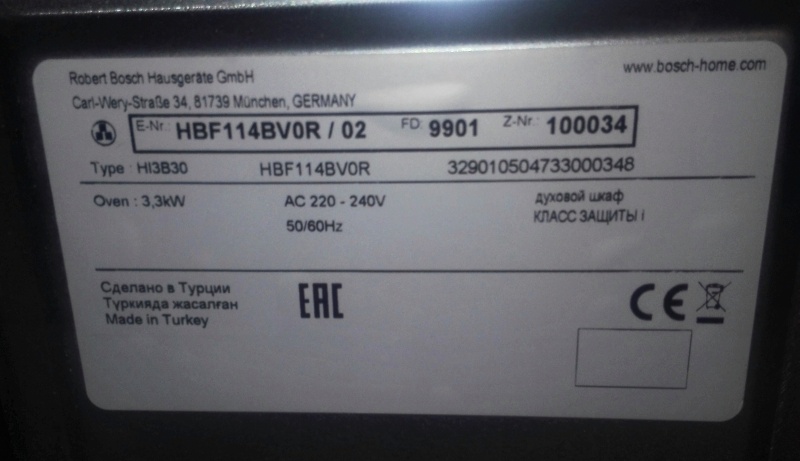 Robert Bosch Hausgeräte GmbH
www.bosch-home.com
Carl-Wery-Straße 34, 81739 München, GERMANY
E-Nr.: HBF114BV0R / 02 FD: 9901 Z-Nr.: 100034
Type : HI3B30 HBF114BV0R 329010504733000348
Oven : 3,3kW AC 220 - 240V духовой шкаф
50/60Hz КЛАСС ЗАЩИТЫ I
Сделано в Турции
Түркияда жасалған
Made in Turkey
EAC
CE